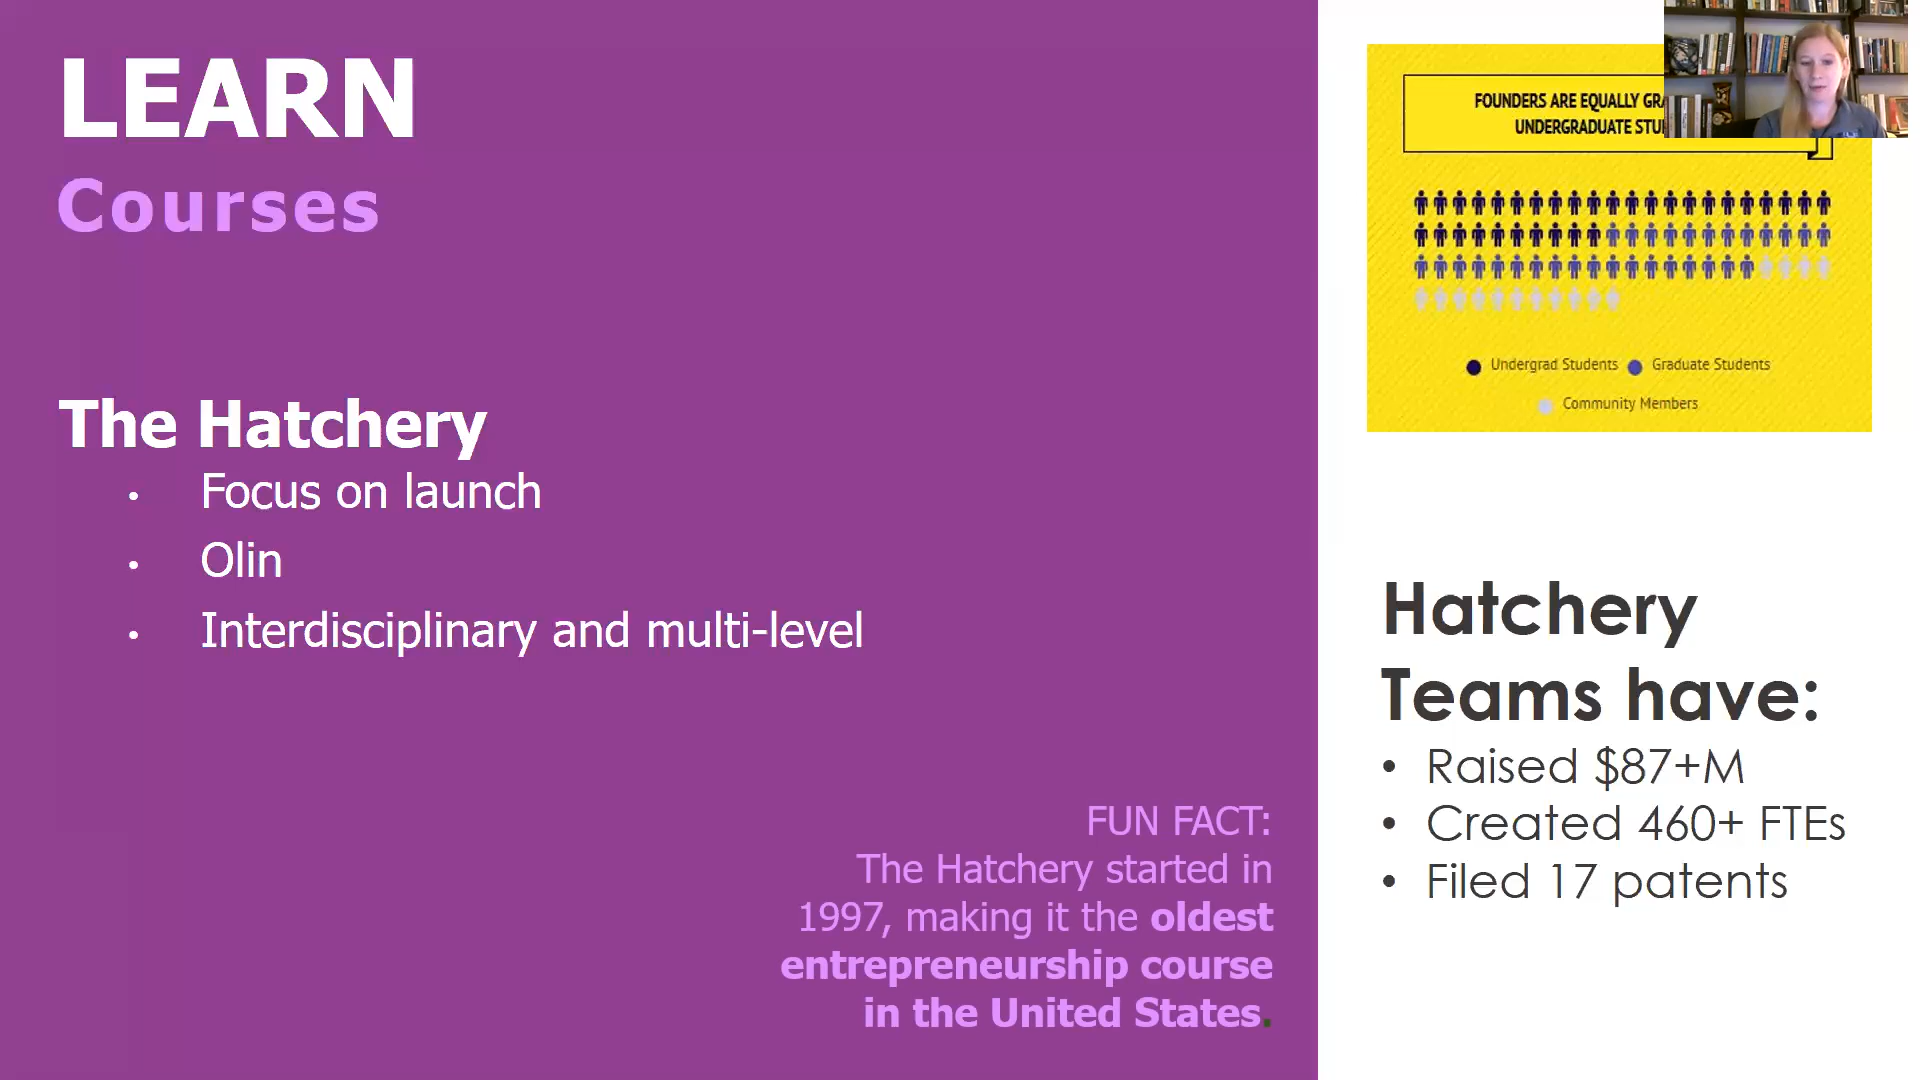 LEARN
Courses
The Hatchery
• Focus on launch
• Olin
• Interdisciplinary and multi-level
FUN FACT:
The Hatchery started in
1997, making it the oldest
entrepreneurship course
in the United States.
FOUNDERS ARE EQUALLY
UNDERGRADUATE
Undergrad Students
Graduate Students
Community Members
Hatchery
Teams have:
• Raised $87+M
• Created 460+ FTEs
• Filed 17 patents